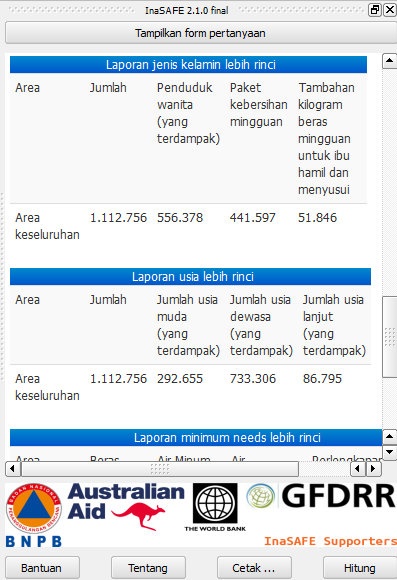 InaSAFE 2.1.0 final
Tampilkan form pertanyaan
Laporan jenis kelamin lebih rinci
Area Jumlah Penduduk wanita (yang terdampak) Paket kebersihan mingguan Tambahan kilogram beras mingguan untuk ibu hamil dan menyusui
Area keseluruhan 1.112.756 556.378 441.597 51.846
Laporan usia lebih rinci
Area Jumlah Jumlah usia muda (yang terdampak) Jumlah usia dewasa (yang terdampak) Jumlah usia lanjut (yang terdampak)
Area keseluruhan 1.112.756 292.655 733.306 86.795
Laporan minimum needs lebih rinci
Area Beras Air Minum Air Perlengkapan
BADAN NASIONAL PENANGGULANGAN BENCANA
BNPB
Australian Aid
THE WORLD BANK
GFDRR
InaSAFE Supporters
Bantuan Tentang Cetak ... Hitung